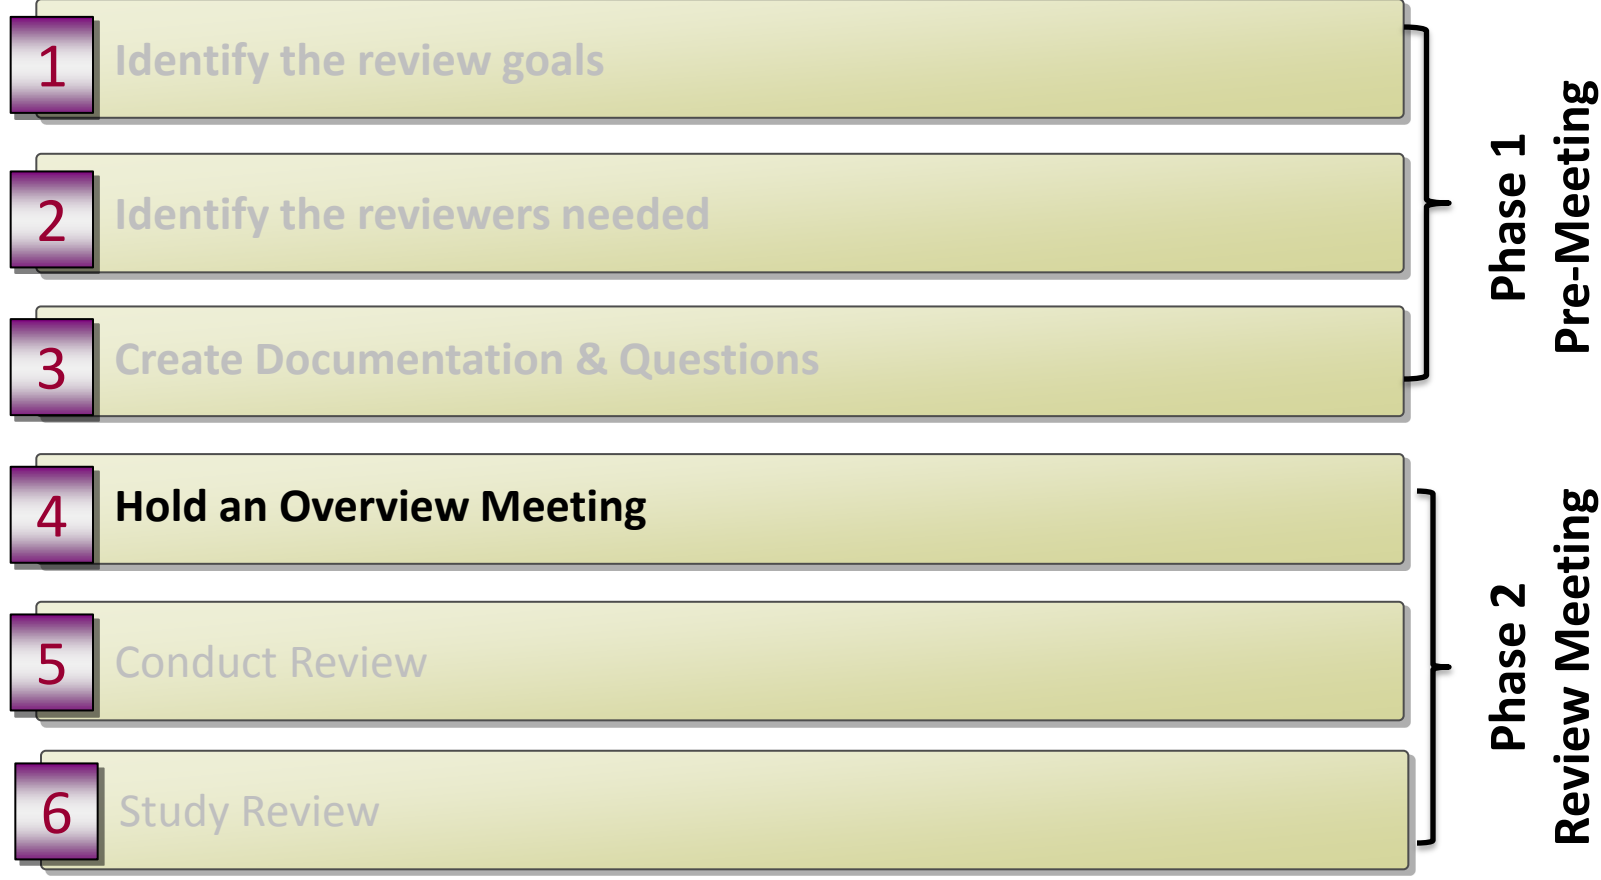 1 Identify the review goals
2 Identify the reviewers needed
3 Create Documentation & Questions
Phase 1
Pre-Meeting
4 Hold an Overview Meeting
5 Conduct Review
6 Study Review
Phase 2
Review Meeting